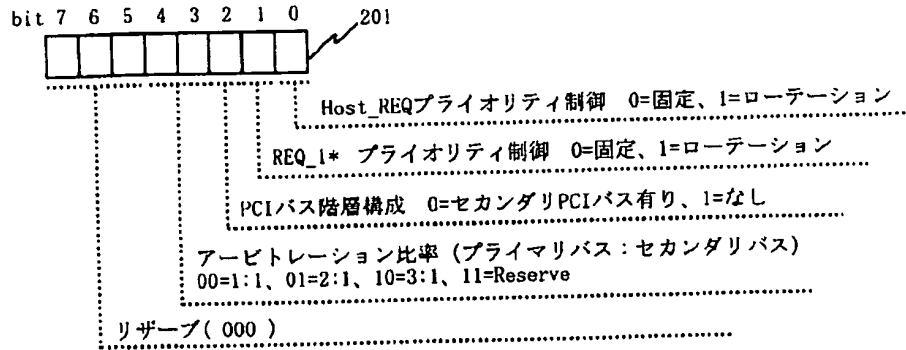 bit 7 6 5 4 3 2 1 0
201
Host_REQプライオリティ制御 0=固定、1=ローテーション
REQ_1* プライオリティ制御 0=固定、1=ローテーション
PCIバス階層構成 0=セカンダリPCIバス有り、1=なし
アービトレーション比率 (プライマリバス:セカンダリバス)
00=1:1、01=2:1、10=3:1、11=Reserve
リザーブ( 000 )